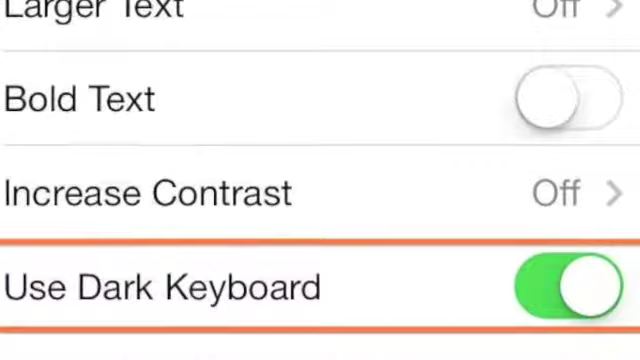 Larger Text Off
Bold Text
Increase Contrast Off
Use Dark Keyboard